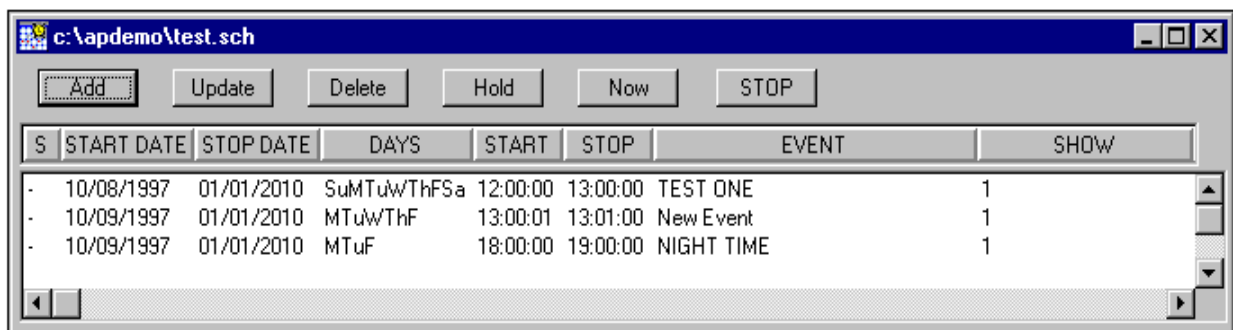 c:\apdemo\test.sch
Add Update Delete Hold Now STOP
S START DATE STOP DATE DAYS START STOP EVENT SHOW
- 10/08/1997 01/01/2010 SuMTuWThFSa 12:00:00 13:00:00 TEST ONE 1
- 10/09/1997 01/01/2010 MTuWThF 13:00:01 13:01:00 New Event 1
- 10/09/1997 01/01/2010 MTuF 18:00:00 19:00:00 NIGHT TIME 1